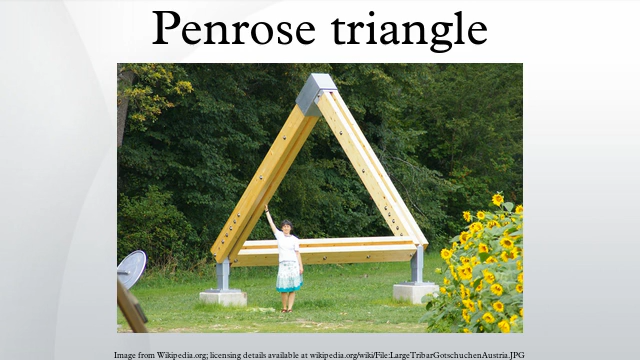 Penrose triangle
Image from Wikipedia.org; licensing details available at wikipedia.org/wiki/File:LargeTribarGotschuchenAustria.JPG